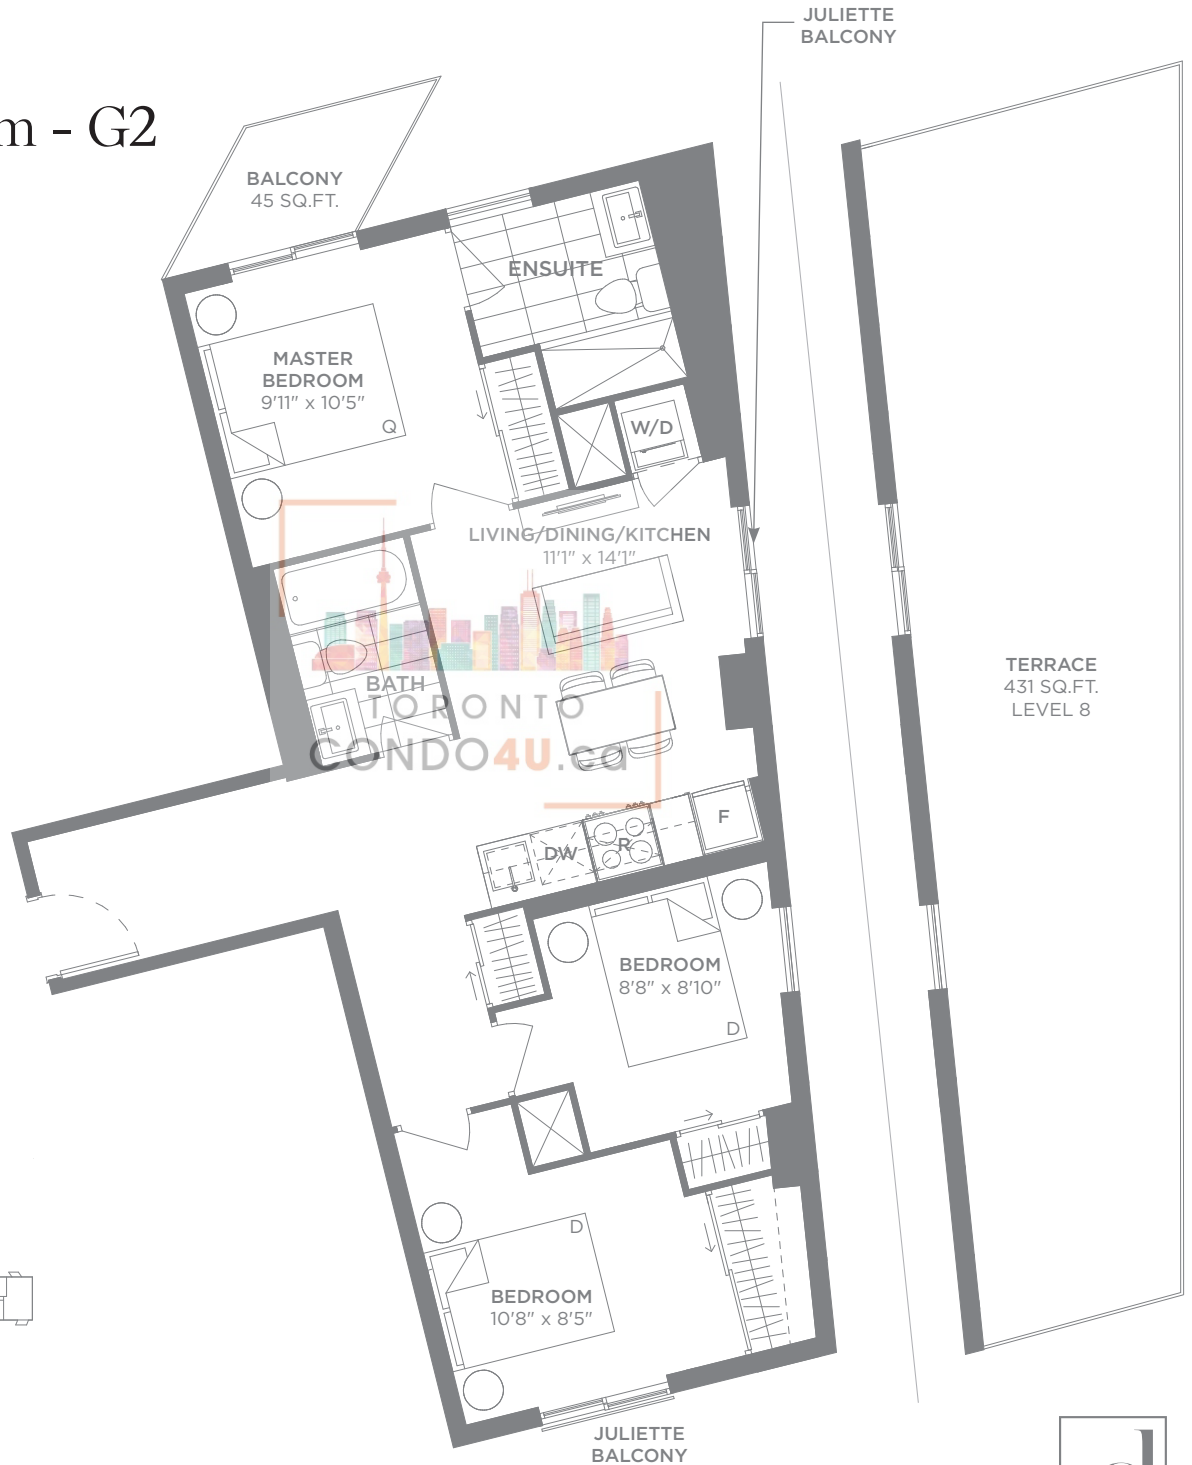 JULIETTE
BALCONY
m - G2
BALCONY
45 SQ.FT.
ENSUITE
MASTER
BEDROOM
9'11" x 10'5"
Q
W/D
LIVING/DINING/KITCHEN
11'1" x 14'1"
TERRACE
431 SQ.FT.
LEVEL 8
BATH
TORONTO
CONDO4U.ca
F
DW
R
BEDROOM
8'8" x 8'10"
D
D
BEDROOM
10'8" x 8'5"
JULIETTE
BALCONY